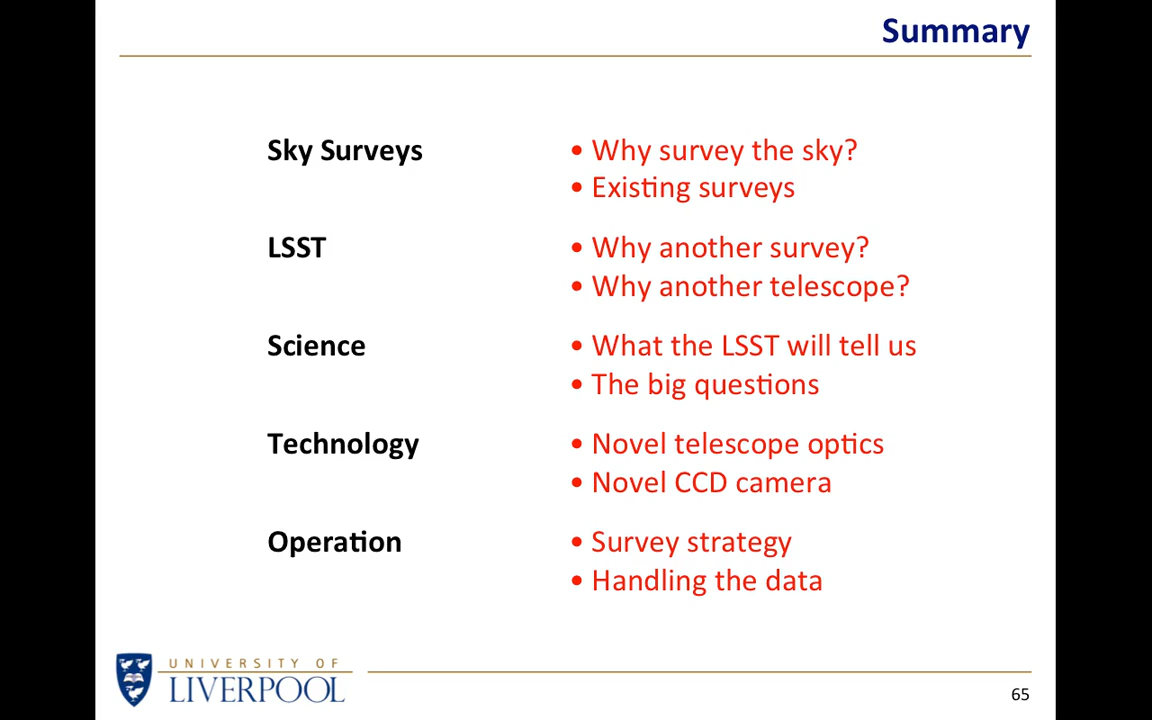 Summary
Sky Surveys
• Why survey the sky?
• Existing surveys
LSST
• Why another survey?
• Why another telescope?
Science
• What the LSST will tell us
• The big questions
Technology
• Novel telescope optics
• Novel CCD camera
Operation
• Survey strategy
• Handling the data
UNIVERSITY OF
LIVERPOOL
65